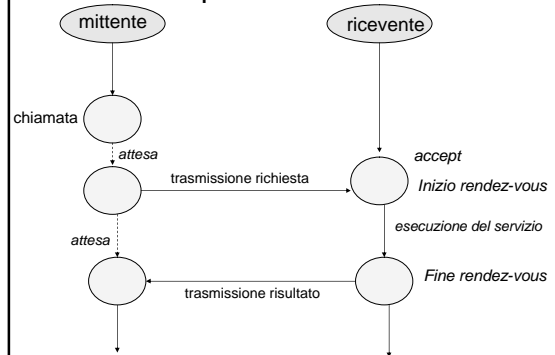 mittente
ricevente
chiamata
attesa
accept
trasmissione richiesta
Inizio rendez-vous
attesa
esecuzione del servizio
Fine rendez-vous
trasmissione risultato